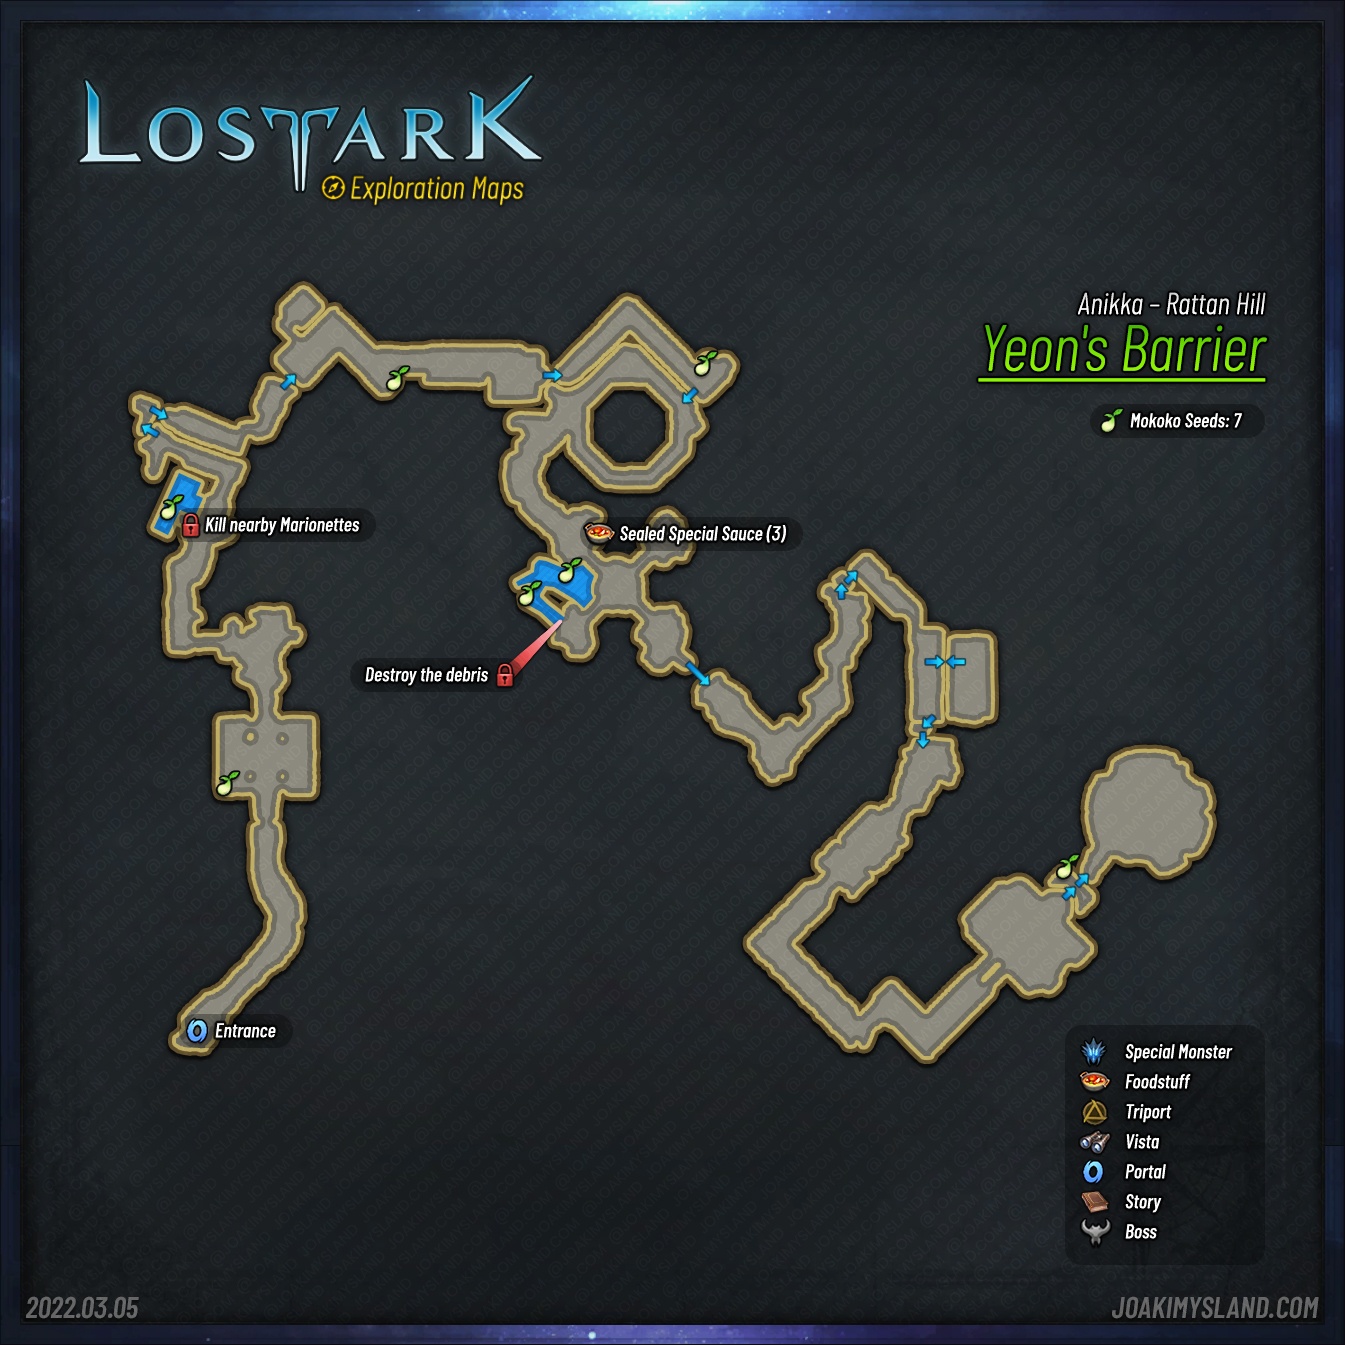 LOSTARK
Exploration Maps
Anikka – Rattan Hill
Yeon's Barrier
Mokoko Seeds: 7
Kill nearby Marionettes
Sealed Special Sauce (3)
Destroy the debris
Entrance
Special Monster
Foodstuff
Triport
Vista
Portal
Story
Boss
2022.03.05
JOAKIMYSLAND.COM